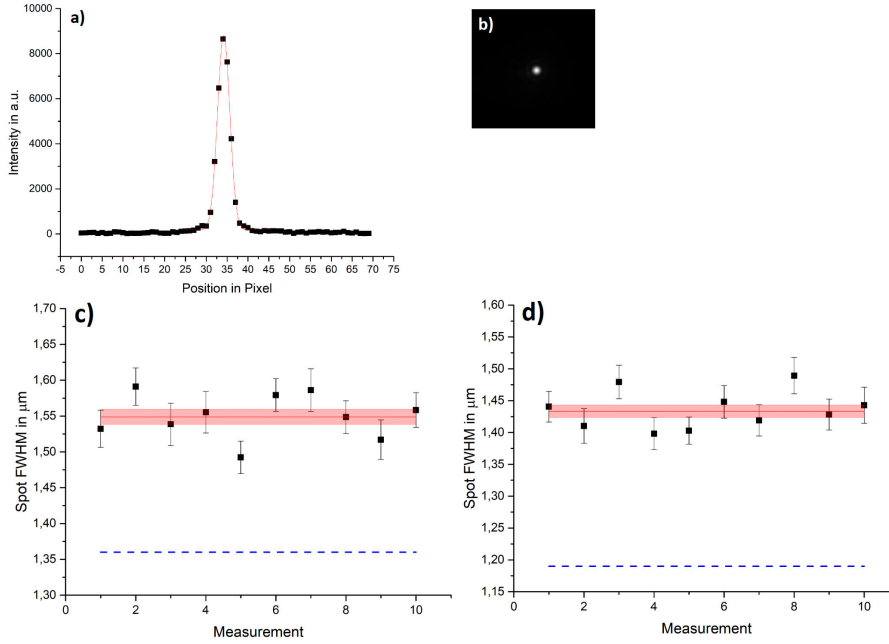 a)
10000
8000
6000
4000
2000
0
Intensity in a.u.
-5 0 5 10 15 20 25 30 35 40 45 50 55 60 65 70 75
Position in Pixel
b)
c)
1,70
1,65
1,60
1,55
1,50
1,45
1,40
1,35
1,30
Spot FWHM in μm
0 2 4 6 8 10
Measurement
d)
1,60
1,55
1,50
1,45
1,40
1,35
1,30
1,25
1,20
1,15
Spot FWHM in μm
0 2 4 6 8 10
Measurement